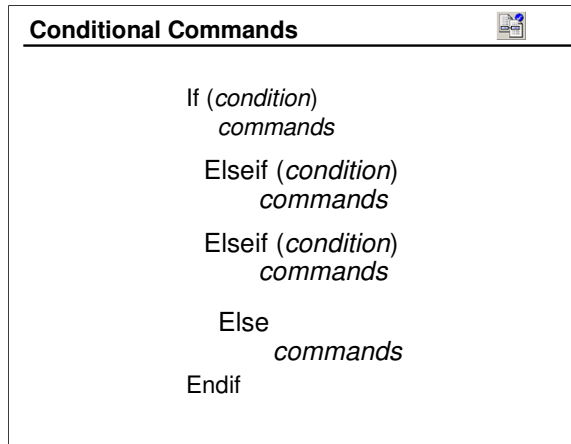 Conditional Commands
If (condition)
commands
Elseif (condition)
commands
Elseif (condition)
commands
Else
commands
Endif